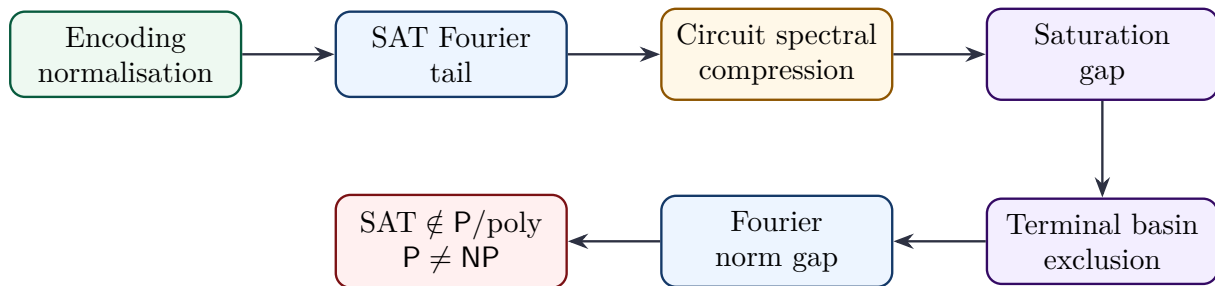 Encoding
normalisation
SAT Fourier
tail
Circuit spectral
compression
Saturation
gap
Terminal basin
exclusion
Fourier
norm gap
SAT ∉ P/poly
P ≠ NP